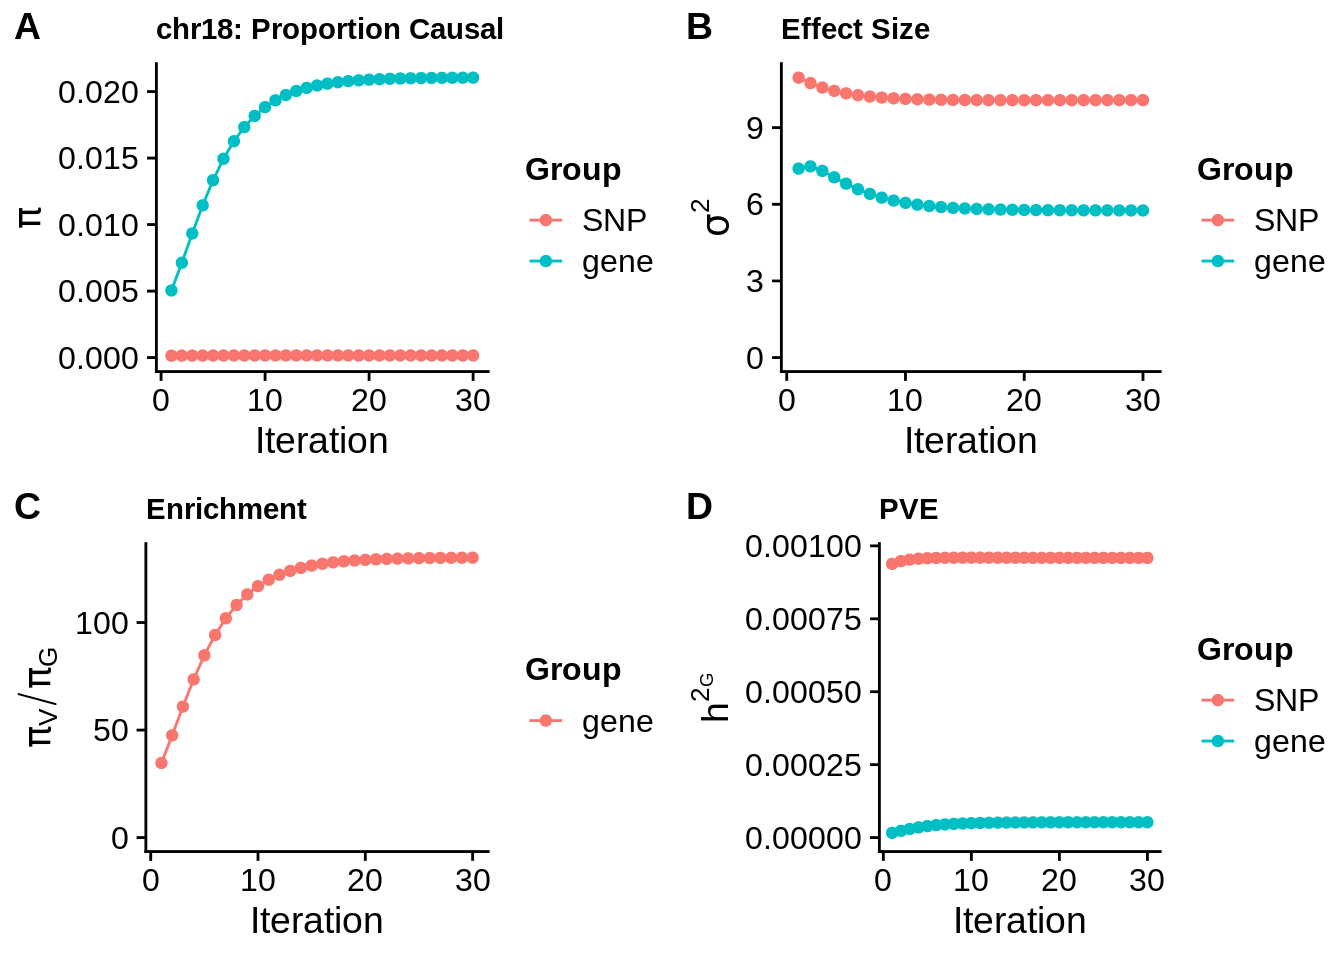 A
chr18: Proportion Causal
0.020
0.015
0.010
0.005
0.000
π
0 10 20 30
Iteration
Group
SNP
gene
B
Effect Size
9
6
3
0
σ²
0 10 20 30
Iteration
Group
SNP
gene
C
Enrichment
100
50
0
πV/πG
0 10 20 30
Iteration
Group
gene
D
PVE
0.00100
0.00075
0.00050
0.00025
0.00000
h²G
0 10 20 30
Iteration
Group
SNP
gene